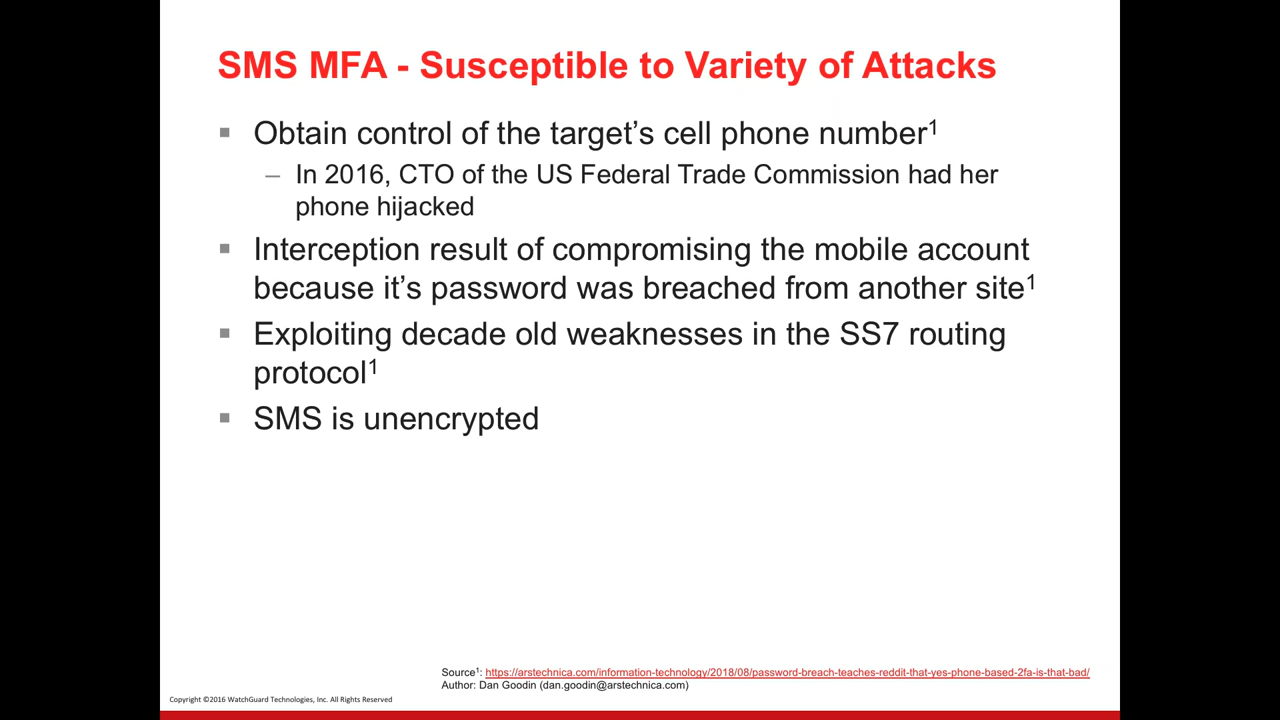 SMS MFA - Susceptible to Variety of Attacks
▪ Obtain control of the target’s cell phone number¹
– In 2016, CTO of the US Federal Trade Commission had her
phone hijacked
▪ Interception result of compromising the mobile account
because it’s password was breached from another site¹
▪ Exploiting decade old weaknesses in the SS7 routing
protocol¹
▪ SMS is unencrypted
Source¹: https://arstechnica.com/information-technology/2018/08/password-breach-teaches-reddit-that-yes-phone-based-2fa-is-that-bad/
Author: Dan Goodin (dan.goodin@arstechnica.com)
Copyright ©2016 WatchGuard Technologies, Inc. All Rights Reserved